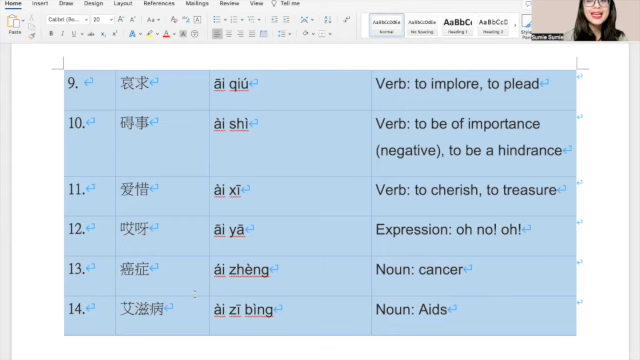 Home Insert Draw Design Layout References Mailings Review View Tell me
Calibri (Bo... 20
Paste
AaBbCcDdEe AaBbCcDdEe AaBbCc AaBbCcD
Normal No Spacing Heading 1 Heading 2
Sumie Sumie
9. 哀求 āi qiú Verb: to implore, to plead
10. 碍事 ài shì Verb: to be of importance
(negative), to be a hindrance
11. 爱惜 ài xī Verb: to cherish, to treasure
12. 哎呀 āi yā Expression: oh no! oh!
13. 癌症 ái zhèng Noun: cancer
14. 艾滋病 ài zī bìng Noun: Aids